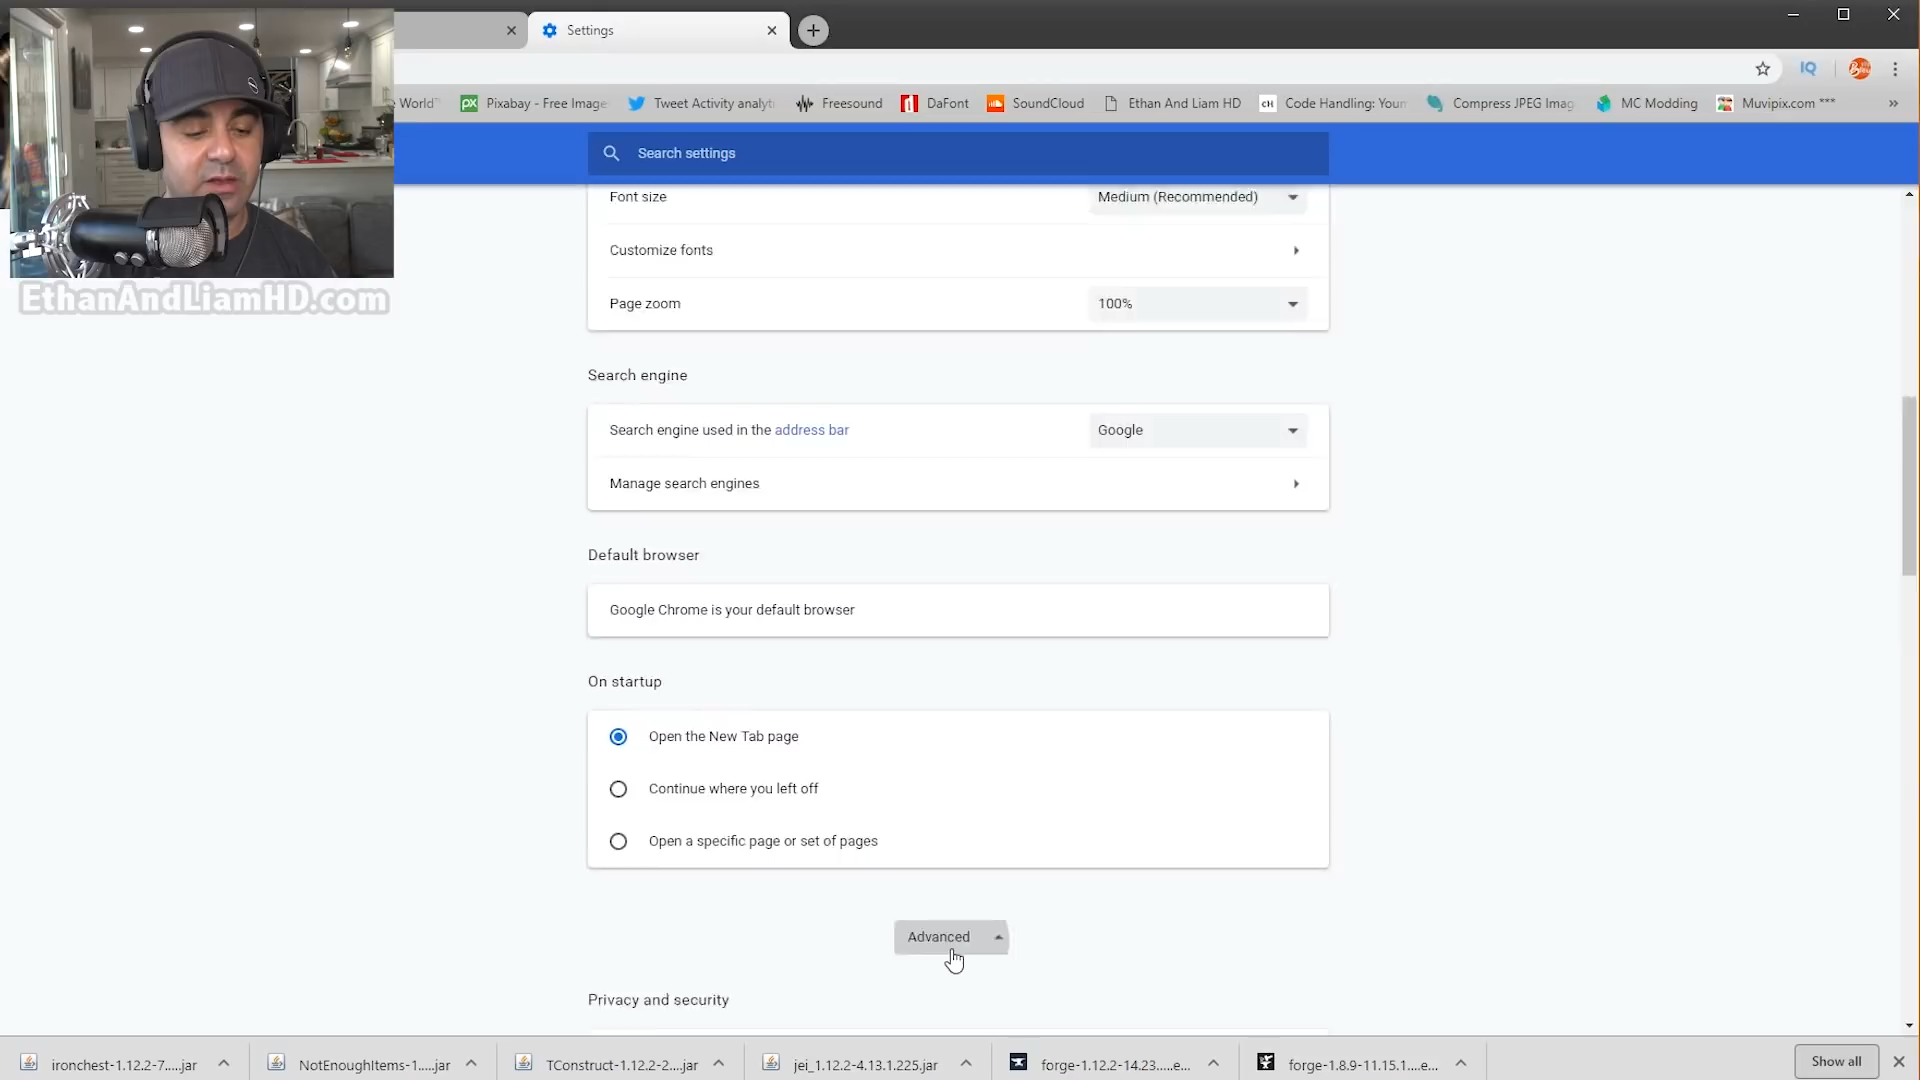 Settings
World"
Pixabay - Free Image
Tweet Activity analyti
Freesound
DaFont
SoundCloud
Ethan And Liam HD
CH
Code Handling: Your
Compress JPEG Imag
MC Modding
Muvipix.com ***
»
IQ
EthanAndLiamHD.com
Search settings
Font size
Medium (Recommended)
Customize fonts
Page zoom
100%
Search engine
Search engine used in the address bar
Google
Manage search engines
Default browser
Google Chrome is your default browser
On startup
Open the New Tab page
Continue where you left off
Open a specific page or set of pages
Advanced
Privacy and security
ironchest-1.12.2-7.....jar
NotEnoughItems-1.....jar
TConstruct-1.12.2-2....jar
jei_1.12.2-4.13.1.225.jar
forge-1.12.2-14.23.....e...
forge-1.8.9-11.15.1....e...
Show all